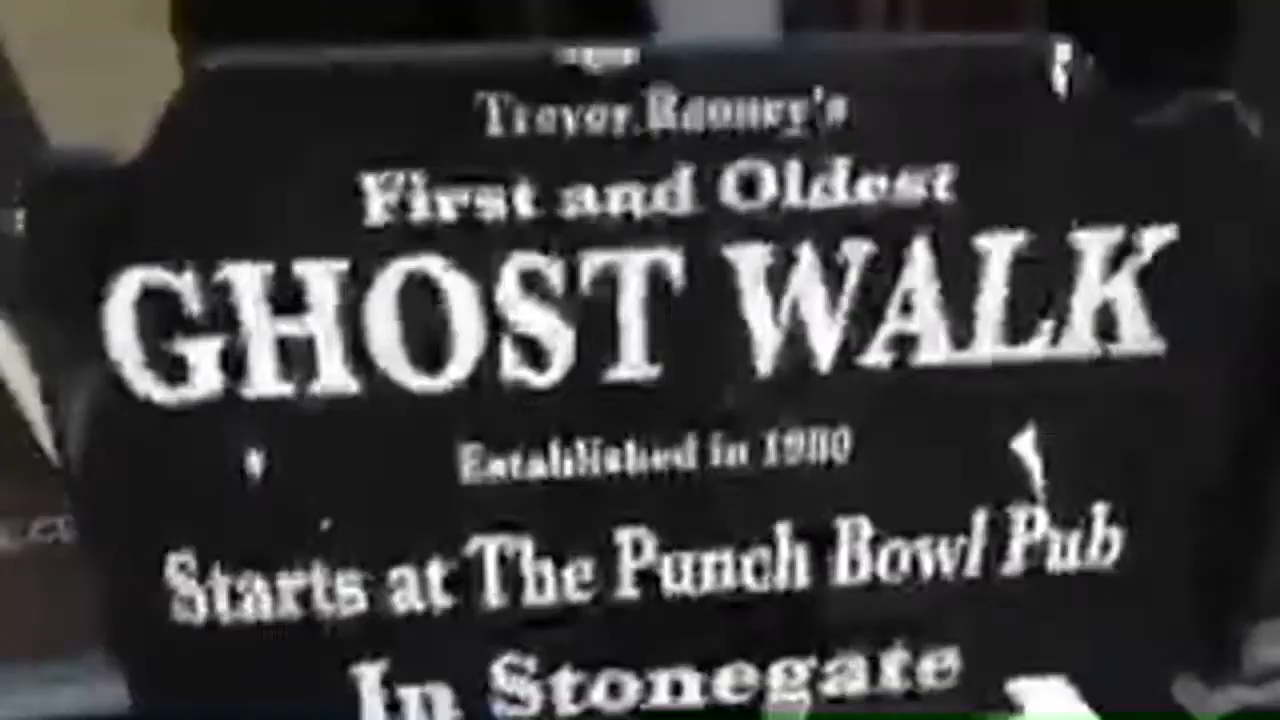 Trevor Rooney's
First and Oldest
GHOST WALK
Established in 1980
Starts at The Punch Bowl Pub
In Stonegate